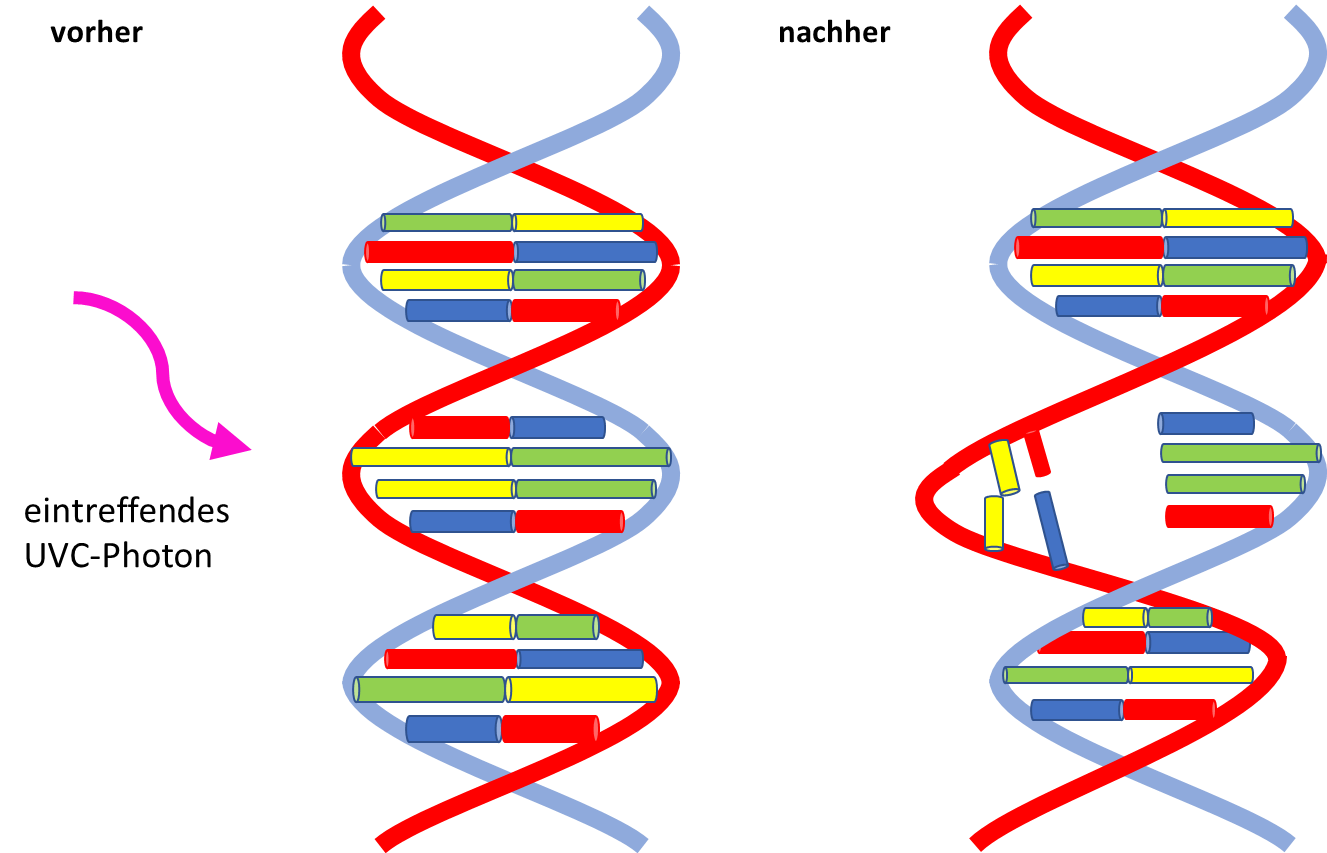 vorher
nachher
eintreffendes
UVC-Photon